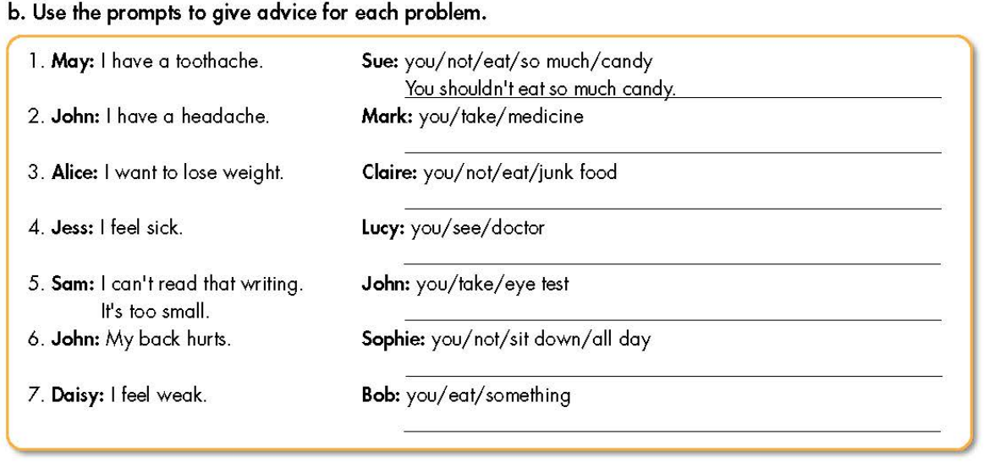 b. Use the prompts to give advice for each problem.
1. May: I have a toothache.
Sue: you/not/eat/so much/candy
You shouldn't eat so much candy.
2. John: I have a headache.
Mark: you/take/medicine
3. Alice: I want to lose weight.
Claire: you/not/eat/junk food
4. Jess: I feel sick.
Lucy: you/see/doctor
5. Sam: I can't read that writing.
It's too small.
John: you/take/eye test
6. John: My back hurts.
Sophie: you/not/sit down/all day
7. Daisy: I feel weak.
Bob: you/eat/something